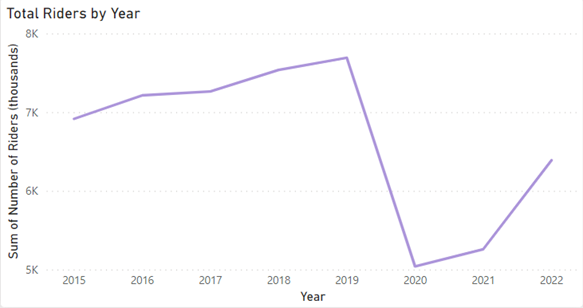 Total Riders by Year
Sum of Number of Riders (thousands)
8K
7K
6K
5K
2015 2016 2017 2018 2019 2020 2021 2022
Year